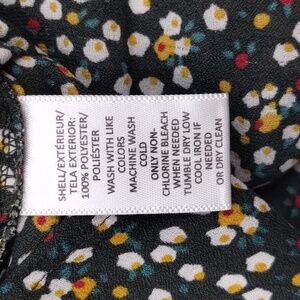 SHELL/EXTÉRIEUR/
TELA EXTERIOR:
100% POLYESTER/
POLIÉSTER
WASH WITH LIKE
COLORS
MACHINE WASH
COLD
ONLY NON-
CHLORINE BLEACH
WHEN NEEDED
TUMBLE DRY LOW
COOL IRON IF
NEEDED
OR DRY CLEAN